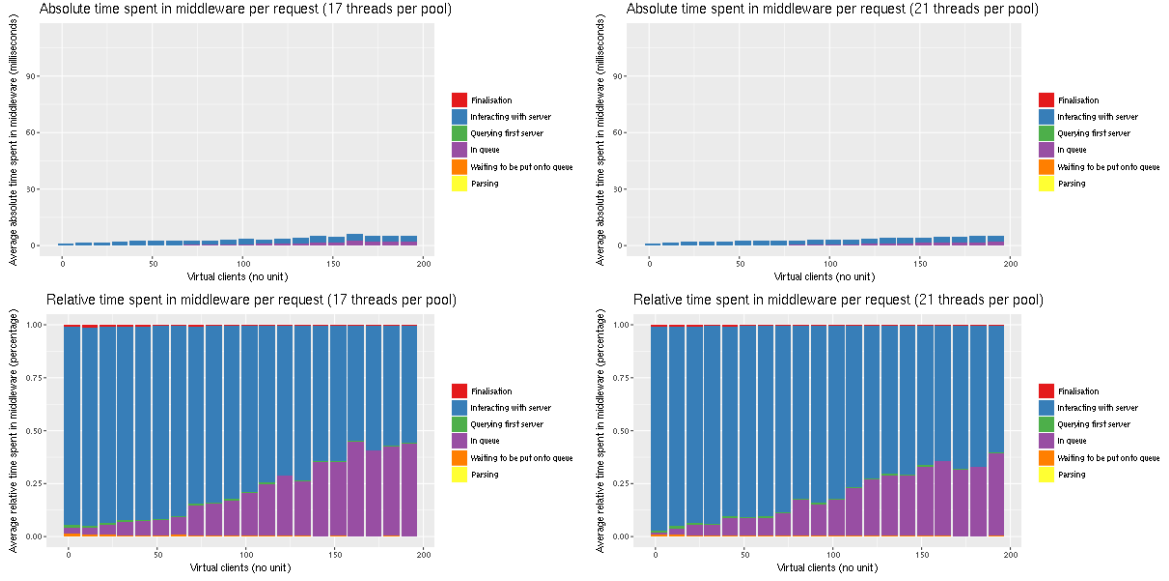 Absolute time spent in middleware per request (17 threads per pool)
Average absolute time spent in middleware (milliseconds)
90
60
30
0
0 50 100 150 200
Virtual clients (no unit)
Finalisation
Interacting with server
Querying first server
In queue
Waiting to be put onto queue
Parsing
Absolute time spent in middleware per request (21 threads per pool)
Average absolute time spent in middleware (milliseconds)
90
60
30
0
0 50 100 150 200
Virtual clients (no unit)
Finalisation
Interacting with server
Querying first server
In queue
Waiting to be put onto queue
Parsing
Relative time spent in middleware per request (17 threads per pool)
Average relative time spent in middleware (percentage)
1.00
0.75
0.50
0.25
0.00
0 50 100 150 200
Virtual clients (no unit)
Finalisation
Interacting with server
Querying first server
In queue
Waiting to be put onto queue
Parsing
Relative time spent in middleware per request (21 threads per pool)
Average relative time spent in middleware (percentage)
1.00
0.75
0.50
0.25
0.00
0 50 100 150 200
Virtual clients (no unit)
Finalisation
Interacting with server
Querying first server
In queue
Waiting to be put onto queue
Parsing